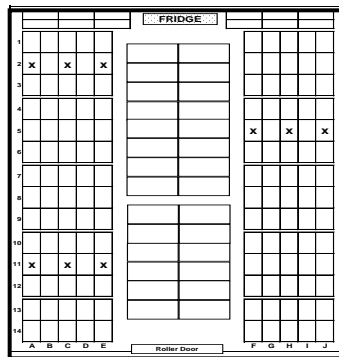 FRIDGE
1
2 x x x
3
4
5 x x x
6
7
8
9
10
11 x x x
12
13
14
A B C D E F G H I J
Roller Door